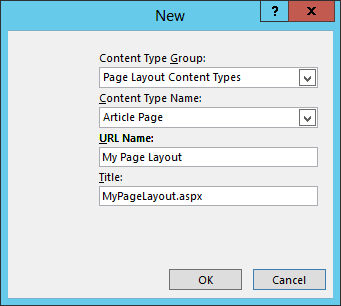 New
?
x
Content Type Group:
Page Layout Content Types
Content Type Name:
Article Page
URL Name:
My Page Layout
Title:
MyPageLayout.aspx
OK
Cancel